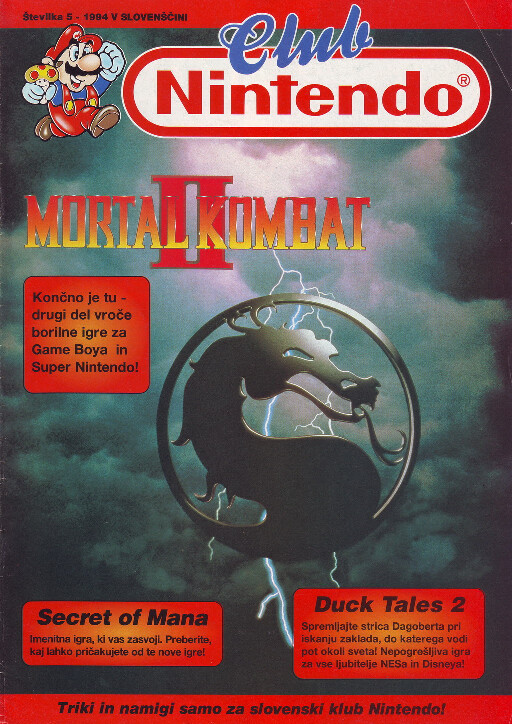 Številka 5 - 1994 V SLOVENŠČINI
Club
Nintendo®
MORTAL KOMBAT
II
Končno je tu -
drugi del vroče
borilne igre za
Game Boya in
Super Nintendo!
Secret of Mana
Imenitna igra, ki vas zasvoji. Preberite,
kaj lahko pričakujete od te nove igre!
Duck Tales 2
Spremljajte strica Dagoberta pri
iskanju zaklada, do katerega vodi
pot okoli sveta! Nepogrešljiva igra
za vse ljubitelje NESa in Disneya!
Triki in namigi samo za slovenski klub Nintendo!